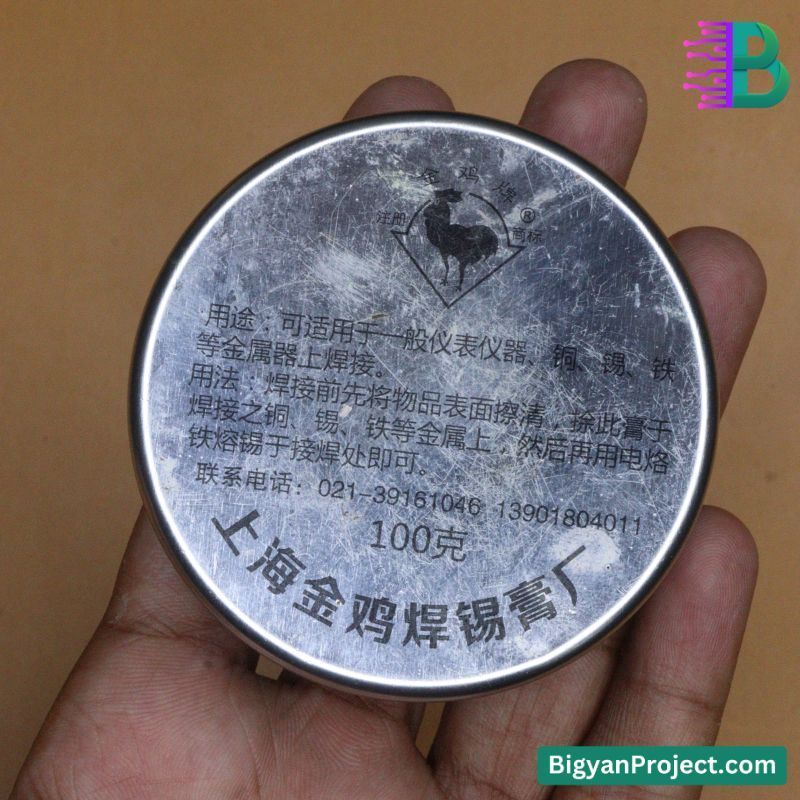 金鸡牌
®
注册 商标
用途：可适用于一般仪表仪器、铜、锡、铁
等金属器上焊接.
用法：焊接前先将物品表面擦清，捺此膏于
焊接之铜、锡、铁等金属上，然后再用电烙
铁熔锡于接焊处即可。
联系电话：021-39161046 13901804011
100克
上海金鸡焊锡膏厂
BigyanProject.com